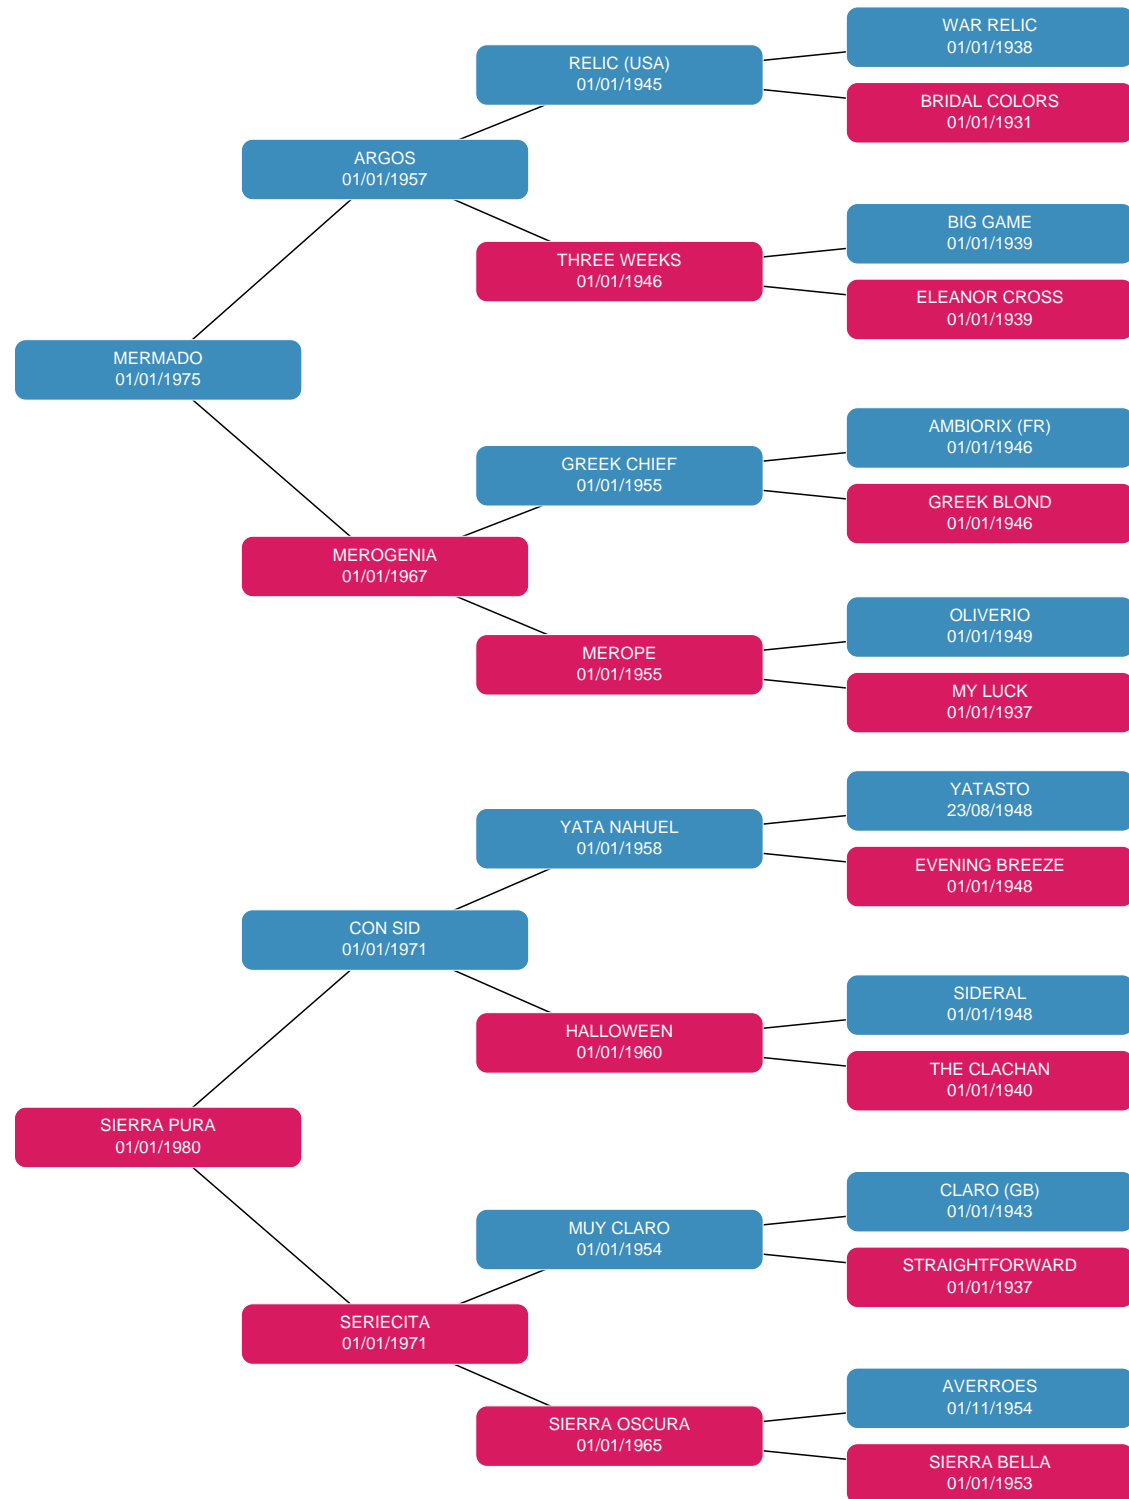 WAR RELIC
01/01/1938
RELIC (USA)
01/01/1945
BRIDAL COLORS
01/01/1931
ARGOS
01/01/1957
BIG GAME
01/01/1939
THREE WEEKS
01/01/1946
ELEANOR CROSS
01/01/1939
MERMADO
01/01/1975
AMBIORIX (FR)
01/01/1946
GREEK CHIEF
01/01/1955
GREEK BLOND
01/01/1946
MEROGENIA
01/01/1967
OLIVERIO
01/01/1949
MEROPE
01/01/1955
MY LUCK
01/01/1937
YATASTO
23/08/1948
YATA NAHUEL
01/01/1958
EVENING BREEZE
01/01/1948
CON SID
01/01/1971
SIDERAL
01/01/1948
HALLOWEEN
01/01/1960
THE CLACHAN
01/01/1940
SIERRA PURA
01/01/1980
CLARO (GB)
01/01/1943
MUY CLARO
01/01/1954
STRAIGHTFORWARD
01/01/1937
SERIECITA
01/01/1971
AVERROES
01/11/1954
SIERRA OSCURA
01/01/1965
SIERRA BELLA
01/01/1953